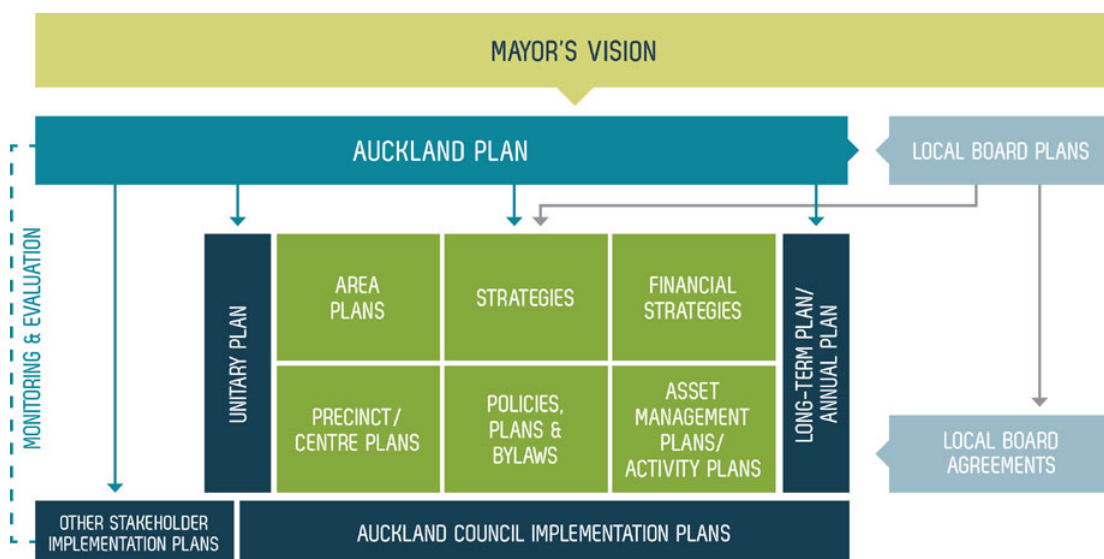 MAYOR'S VISION
AUCKLAND PLAN
LOCAL BOARD PLANS
MONITORING & EVALUATION
UNITARY PLAN
AREA
PLANS
STRATEGIES
FINANCIAL
STRATEGIES
LONG-TERM PLAN/
ANNUAL PLAN
PRECINCT/
CENTRE PLANS
POLICIES,
PLANS &
BYLAWS
ASSET
MANAGEMENT
PLANS/
ACTIVITY PLANS
LOCAL BOARD
AGREEMENTS
OTHER STAKEHOLDER
IMPLEMENTATION PLANS
AUCKLAND COUNCIL IMPLEMENTATION PLANS